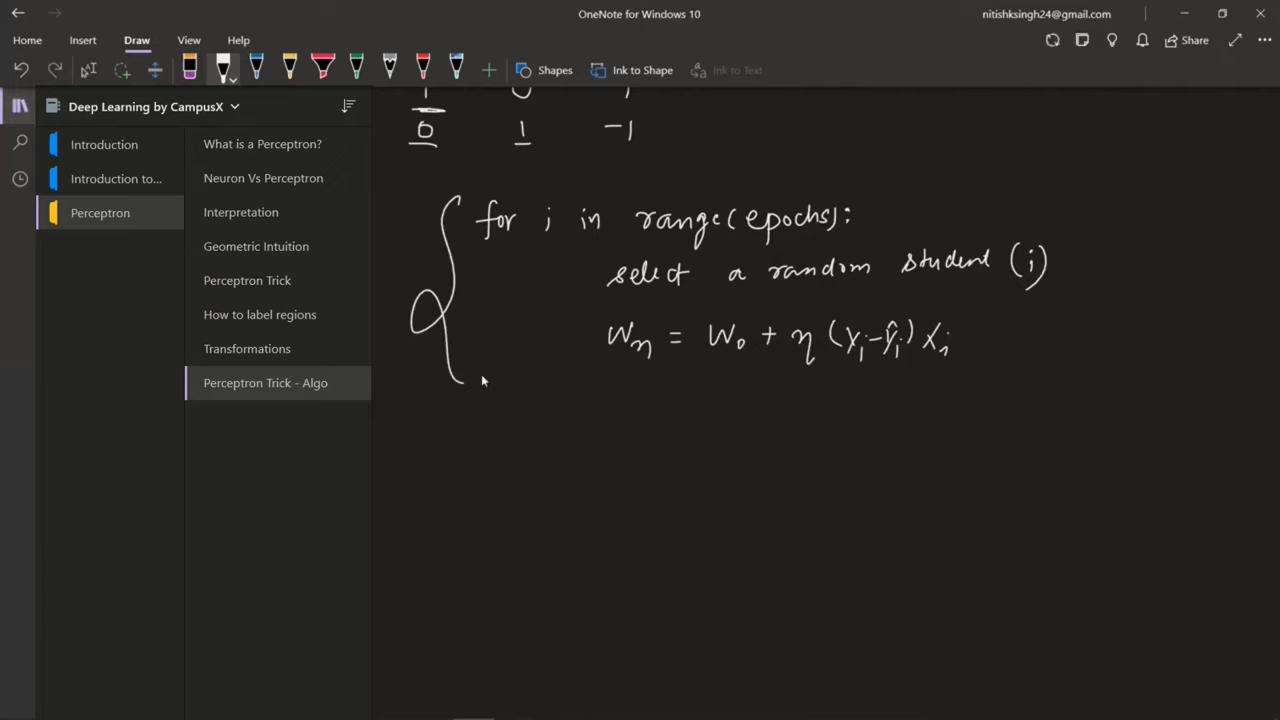 OneNote for Windows 10
nitishksingh24@gmail.com
Home Insert Draw View Help
Share
Shapes Ink to Shape Ink to Text
Deep Learning by CampusX
Introduction
Introduction to...
Perceptron
What is a Perceptron?
Neuron Vs Perceptron
Interpretation
Geometric Intuition
Perceptron Trick
How to label regions
Transformations
Perceptron Trick - Algo
1 0 1
0 1 -1
for i in range(epochs):
select a random student (i)
Wn = Wo + η (Yi-Ŷi) Xi